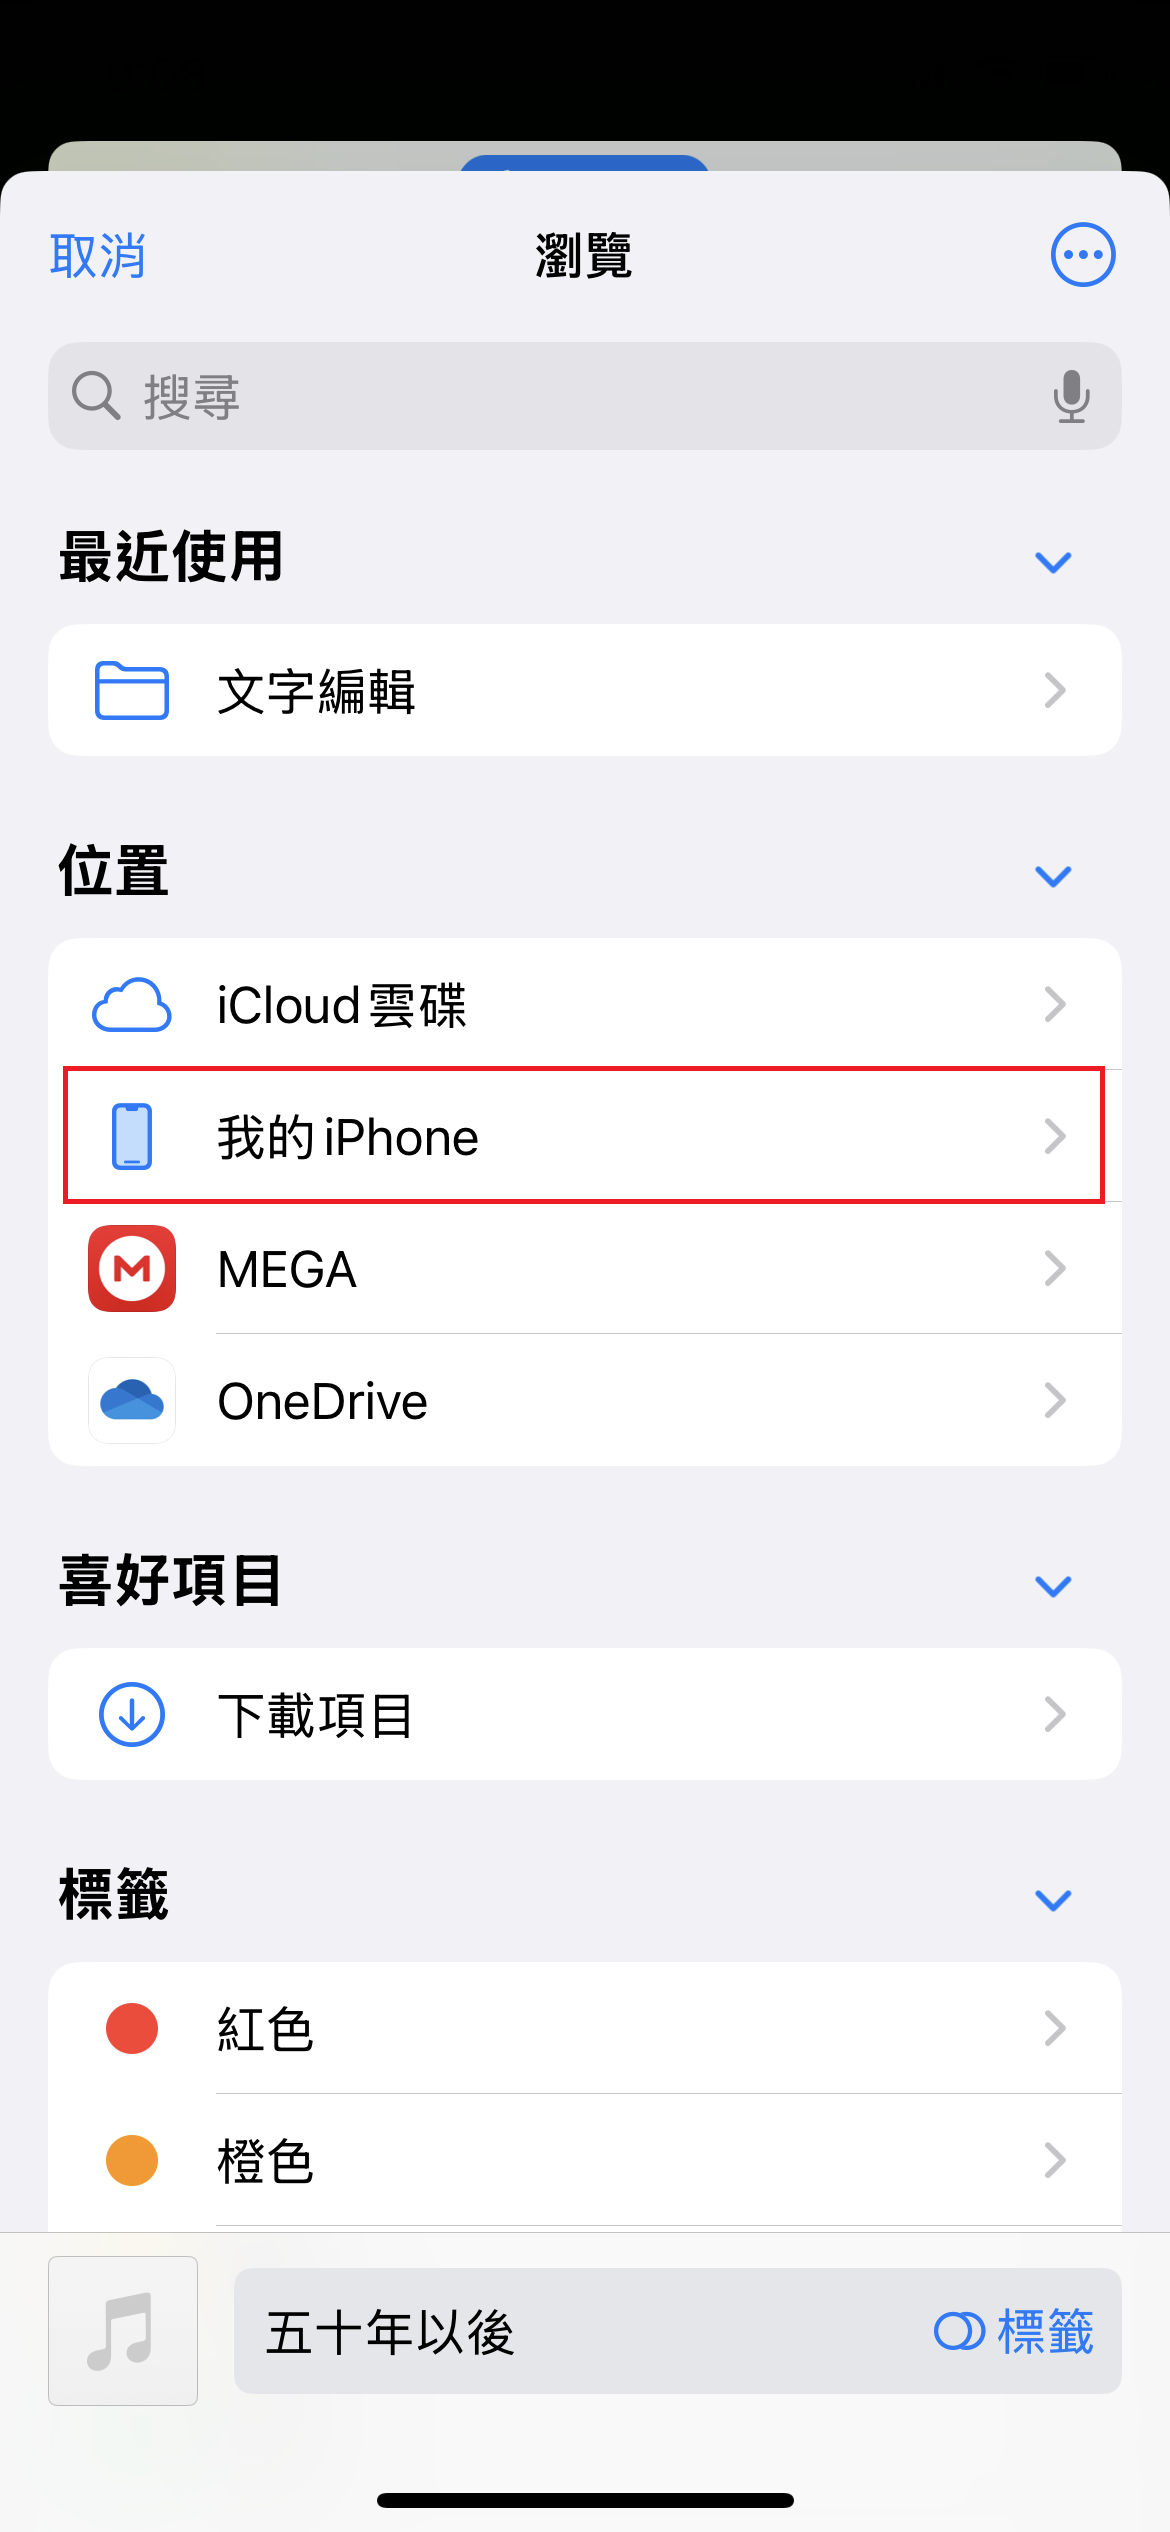 取消
瀏覽
搜尋
最近使用
文字編輯
位置
iCloud雲碟
我的 iPhone
MEGA
OneDrive
喜好項目
下載項目
標籤
紅色
橙色
五十年以後
標籤